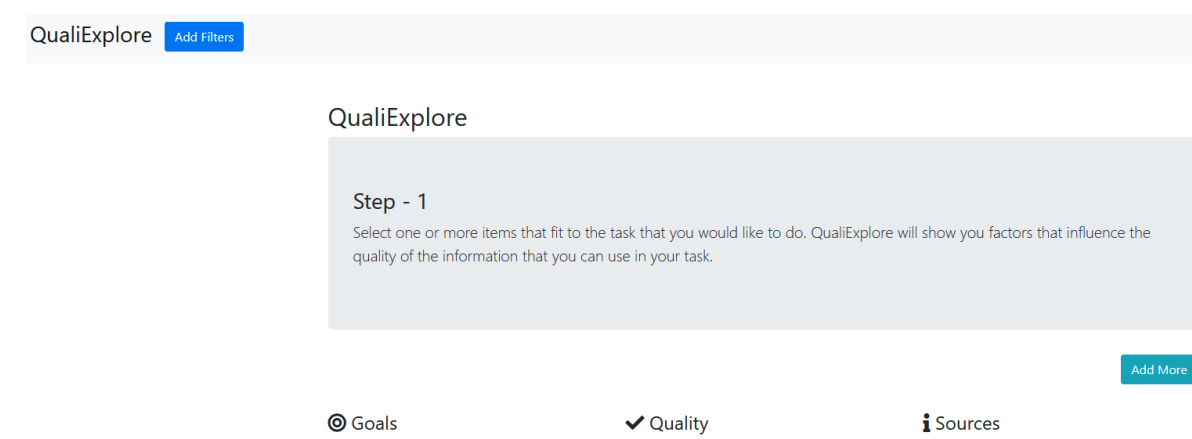 QualiExplore Add Filters
QualiExplore
Step - 1
Select one or more items that fit to the task that you would like to do. QualiExplore will show you factors that influence the
quality of the information that you can use in your task.
Add More
Goals Quality Sources